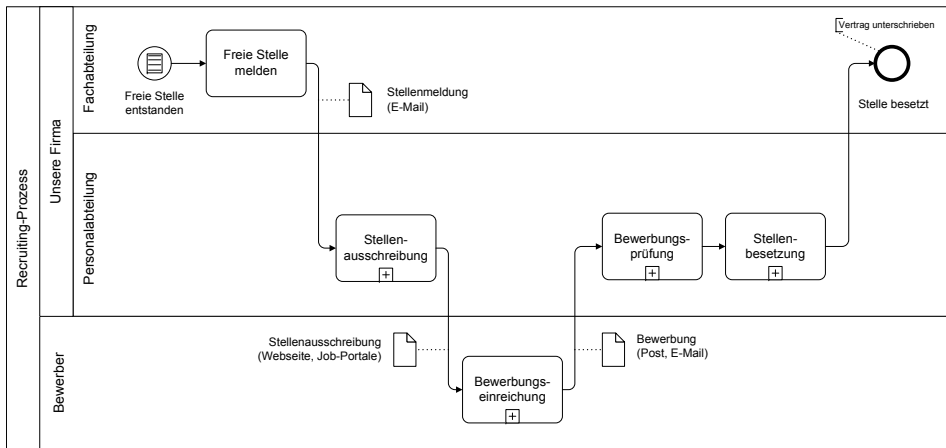 Recruiting-Prozess
Unsere Firma
Fachabteilung
Freie Stelle
entstanden
Freie Stelle
melden
Stellenmeldung
(E-Mail)
Vertrag unterschrieben
Stelle besetzt
Personalabteilung
Stellen-
ausschreibung
Bewerbungs-
prüfung
Stellen-
besetzung
Bewerber
Stellenausschreibung
(Webseite, Job-Portale)
Bewerbungs-
einreichung
Bewerbung
(Post, E-Mail)